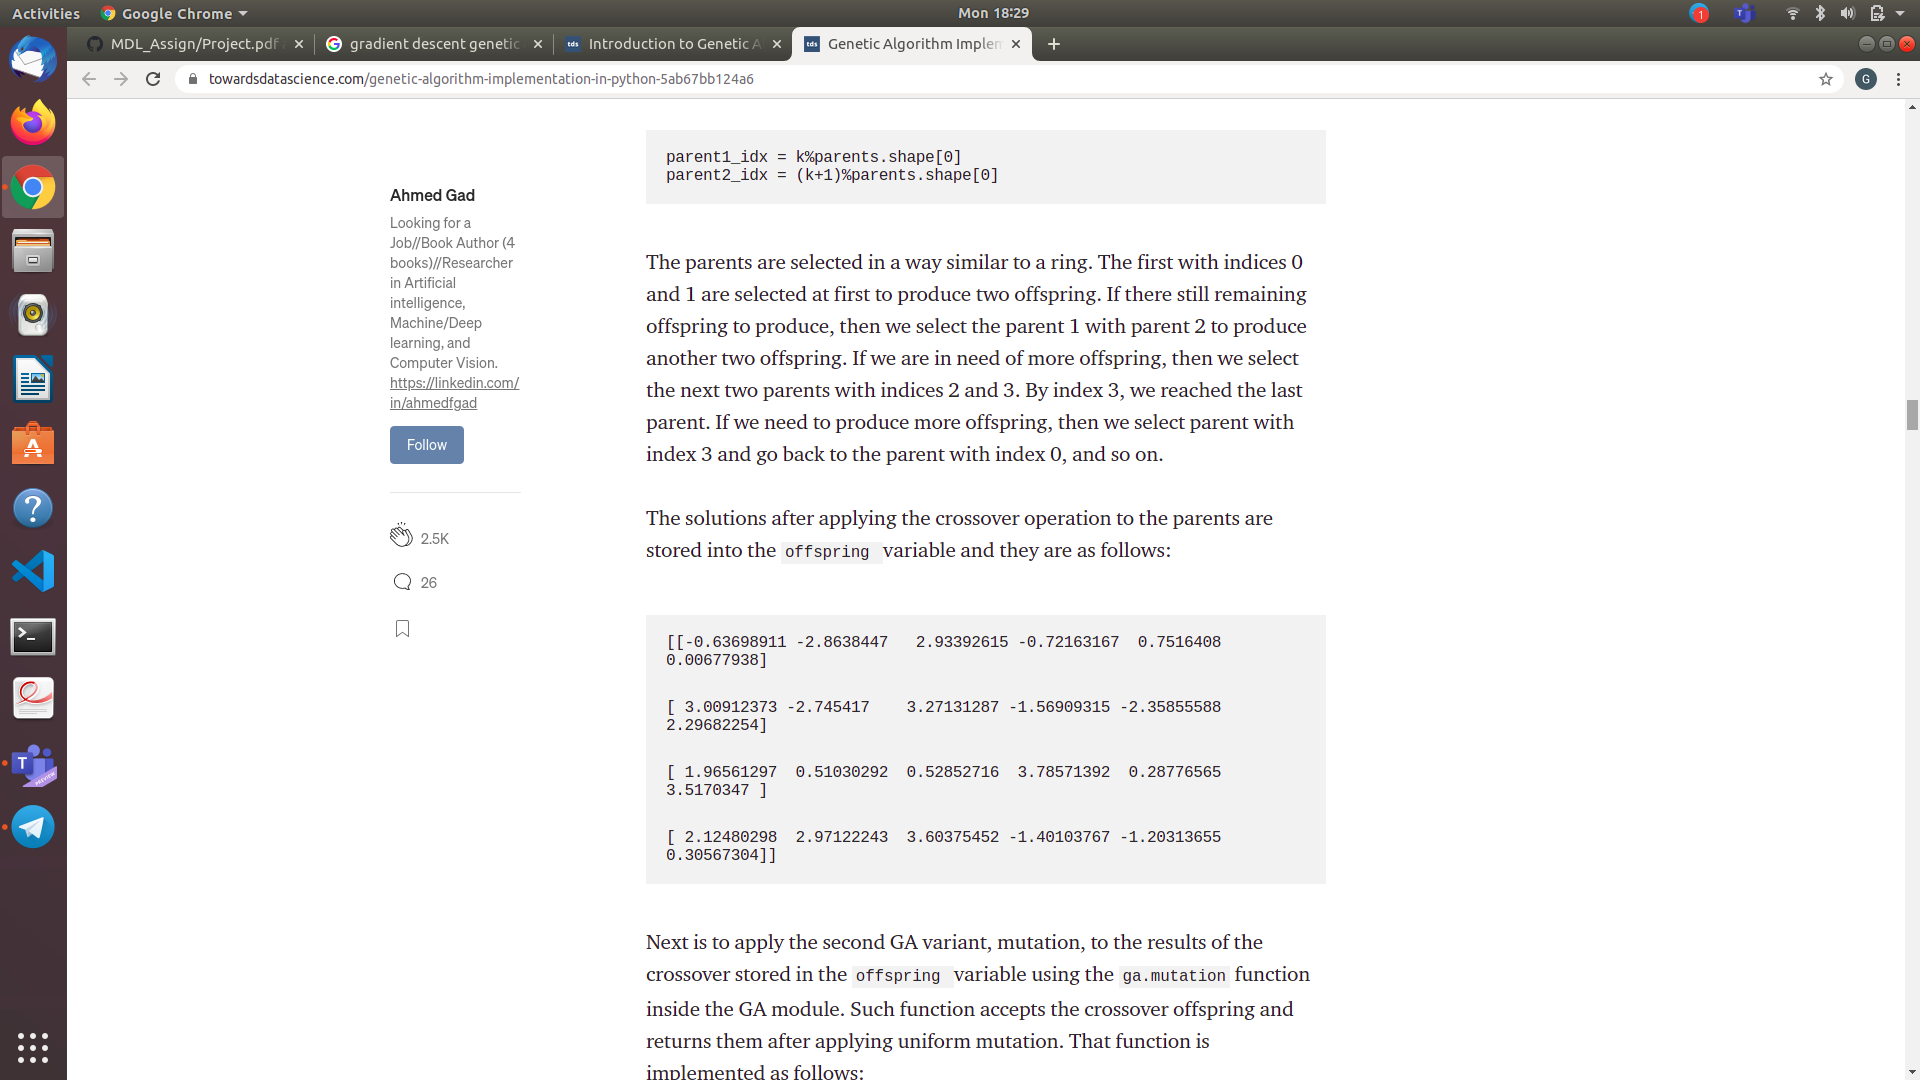 Activities
Google Chrome
Mon 18:29
1
MDL_Assign/Project.pdf
gradient descent genetic
Introduction to Genetic A
Genetic Algorithm Implem
towardsdatascience.com/genetic-algorithm-implementation-in-python-5ab67bb124a6
G
parent1_idx = k%parents.shape[0]
parent2_idx = (k+1)%parents.shape[0]
Ahmed Gad
Looking for a
Job//Book Author (4
books)//Researcher
in Artificial
intelligence,
Machine/Deep
learning, and
Computer Vision.
https://linkedin.com/
in/ahmedfgad
Follow
2.5K
26
The parents are selected in a way similar to a ring. The first with indices 0
and 1 are selected at first to produce two offspring. If there still remaining
offspring to produce, then we select the parent 1 with parent 2 to produce
another two offspring. If we are in need of more offspring, then we select
the next two parents with indices 2 and 3. By index 3, we reached the last
parent. If we need to produce more offspring, then we select parent with
index 3 and go back to the parent with index 0, and so on.
The solutions after applying the crossover operation to the parents are
stored into the offspring variable and they are as follows:
[[-0.63698911 -2.8638447   2.93392615 -0.72163167  0.7516408
0.00677938]
[ 3.00912373 -2.745417    3.27131287 -1.56909315 -2.35855588
2.29682254]
[ 1.96561297  0.51030292  0.52852716  3.78571392  0.28776565
3.5170347 ]
[ 2.12480298  2.97122243  3.60375452 -1.40103767 -1.20313655
0.30567304]]
Next is to apply the second GA variant, mutation, to the results of the
crossover stored in the offspring variable using the ga.mutation function
inside the GA module. Such function accepts the crossover offspring and
returns them after applying uniform mutation. That function is
implemented as follows: